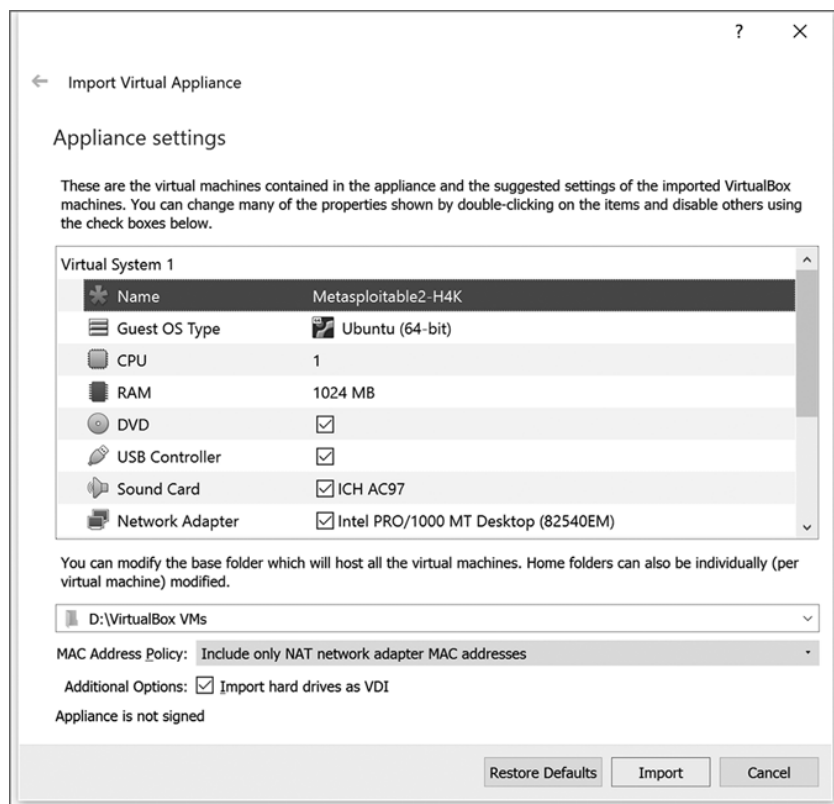 ?
Import Virtual Appliance
Appliance settings
These are the virtual machines contained in the appliance and the suggested settings of the imported VirtualBox
machines. You can change many of the properties shown by double-clicking on the items and disable others using
the check boxes below.
Virtual System 1
Name Metasploitable2-H4K
Guest OS Type Ubuntu (64-bit)
CPU 1
RAM 1024 MB
DVD
USB Controller
Sound Card ICH AC97
Network Adapter Intel PRO/1000 MT Desktop (82540EM)
You can modify the base folder which will host all the virtual machines. Home folders can also be individually (per
virtual machine) modified.
D:\VirtualBox VMs
MAC Address Policy: Include only NAT network adapter MAC addresses
Additional Options: Import hard drives as VDI
Appliance is not signed
Restore Defaults Import Cancel